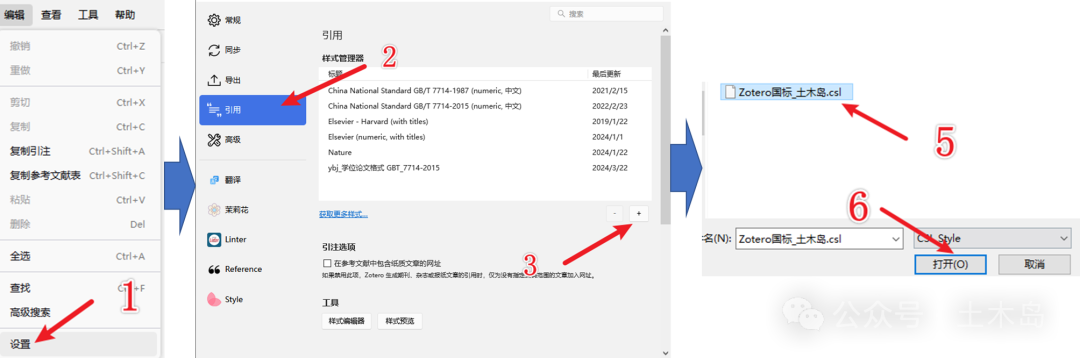 编辑 查看 工具 帮助
撤销 Ctrl+Z
重做 Ctrl+Y
剪切 Ctrl+X
复制 Ctrl+C
复制引注 Ctrl+Shift+A
复制参考文献表 Ctrl+Shift+C
粘贴 Ctrl+V
删除 Del
全选 Ctrl+A
查找
高级搜索
设置
1
搜索
常规
同步
导出
引用
高级
翻译
茉莉花
Linter
Reference
Style
引用
2
样式管理器
标题 最后更新
China National Standard GB/T 7714-1987 (numeric, 中文) 2021/2/15
China National Standard GB/T 7714-2015 (numeric, 中文) 2022/2/23
Elsevier - Harvard (with titles) 2019/1/22
Elsevier (numeric, with titles) 2024/1/1
Nature 2024/1/22
ybj_学位论文格式 GBT_7714-2015 2024/3/22
获取更多样式... - +
3
引注选项
在参考文献中包含纸质文章的网址
如果禁用此项，Zotero 生成期刊、杂志或报纸文章的引用时，仅为没有指定页码范围的文章加入网址。
工具
样式编辑器 样式预览
Zotero国标_土木岛.csl
5
6
名(N): Zotero国标_土木岛.csl CSL Style
打开(O) 取消
公众号 土木岛